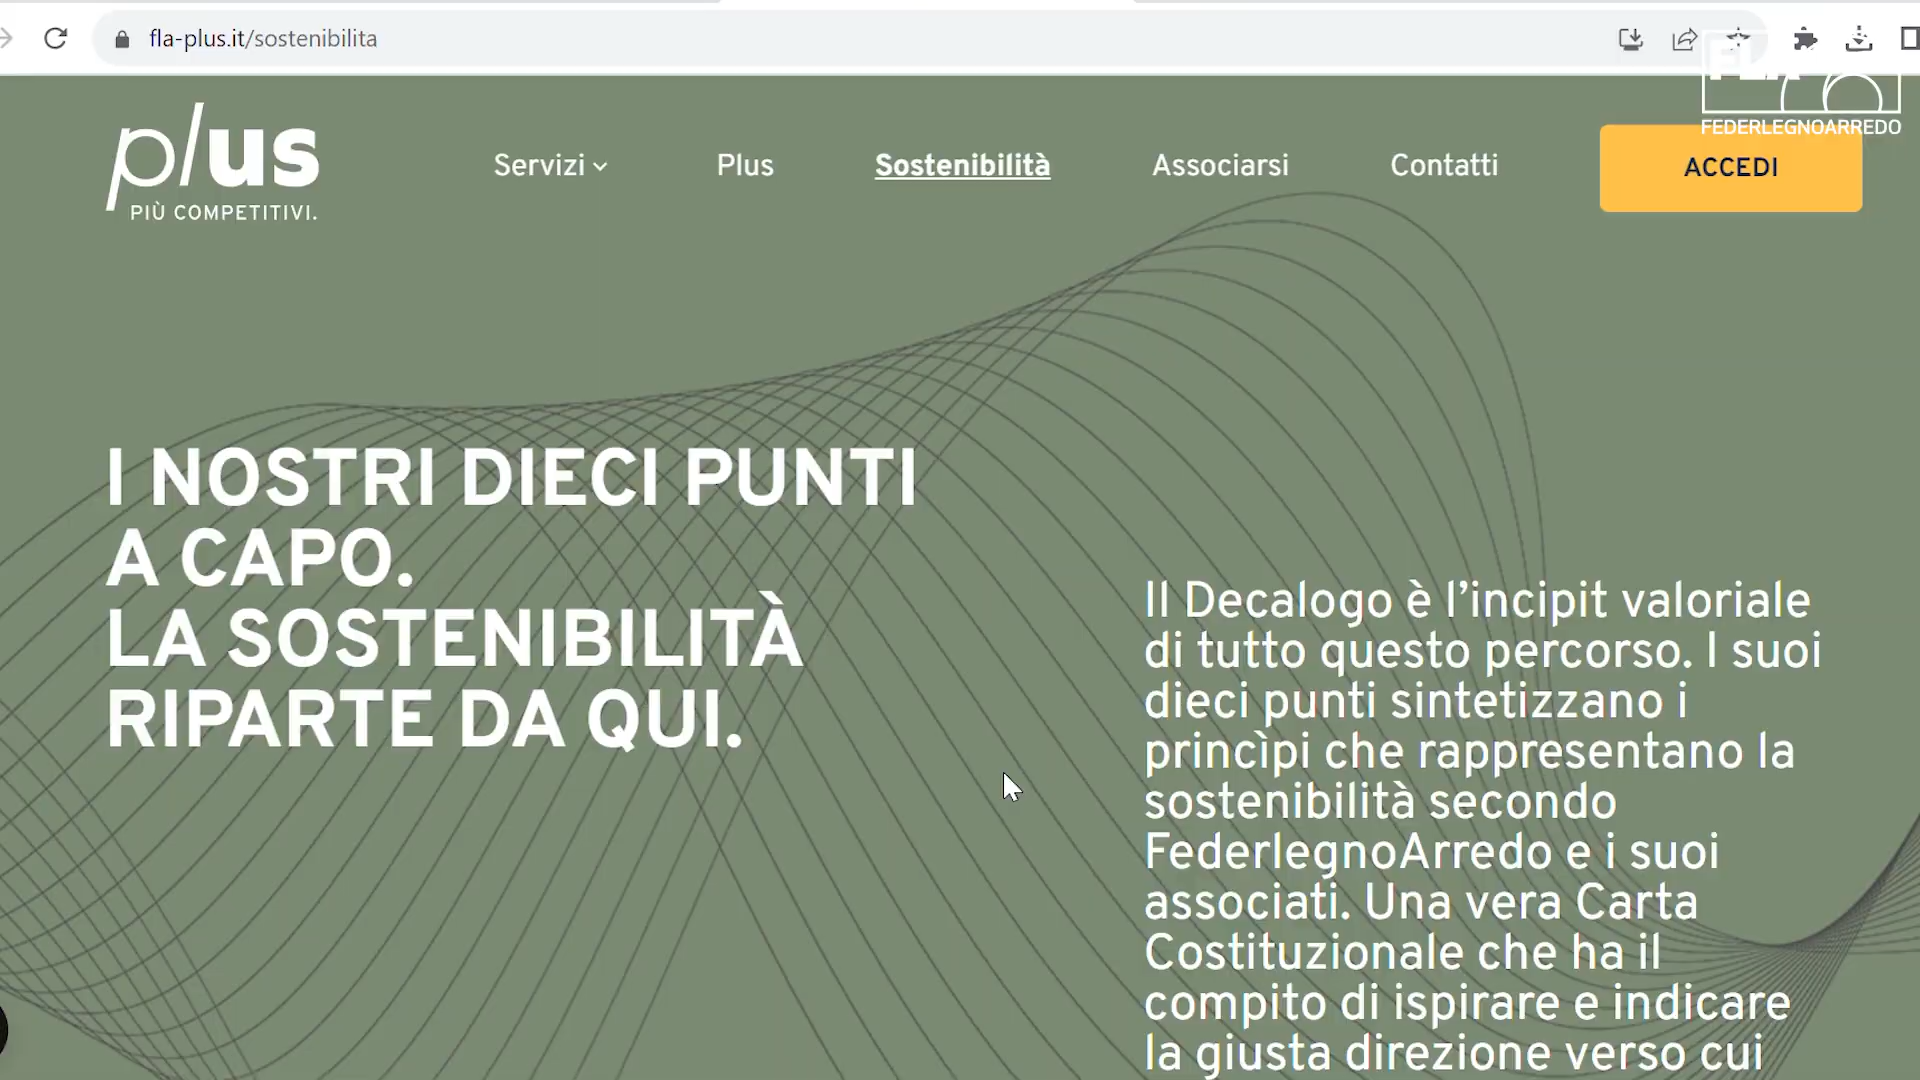 fla-plus.it/sostenibilita
FLA
FEDERLEGNOARREDO
plus
PIÙ COMPETITIVI.
Servizi
Plus
Sostenibilità
Associarsi
Contatti
ACCEDI
I NOSTRI DIECI PUNTI
A CAPO.
LA SOSTENIBILITÀ
RIPARTE DA QUI.
Il Decalogo è l’incipit valoriale
di tutto questo percorso. I suoi
dieci punti sintetizzano i
princìpi che rappresentano la
sostenibilità secondo
FederlegnoArredo e i suoi
associati. Una vera Carta
Costituzionale che ha il
compito di ispirare e indicare
la giusta direzione verso cui